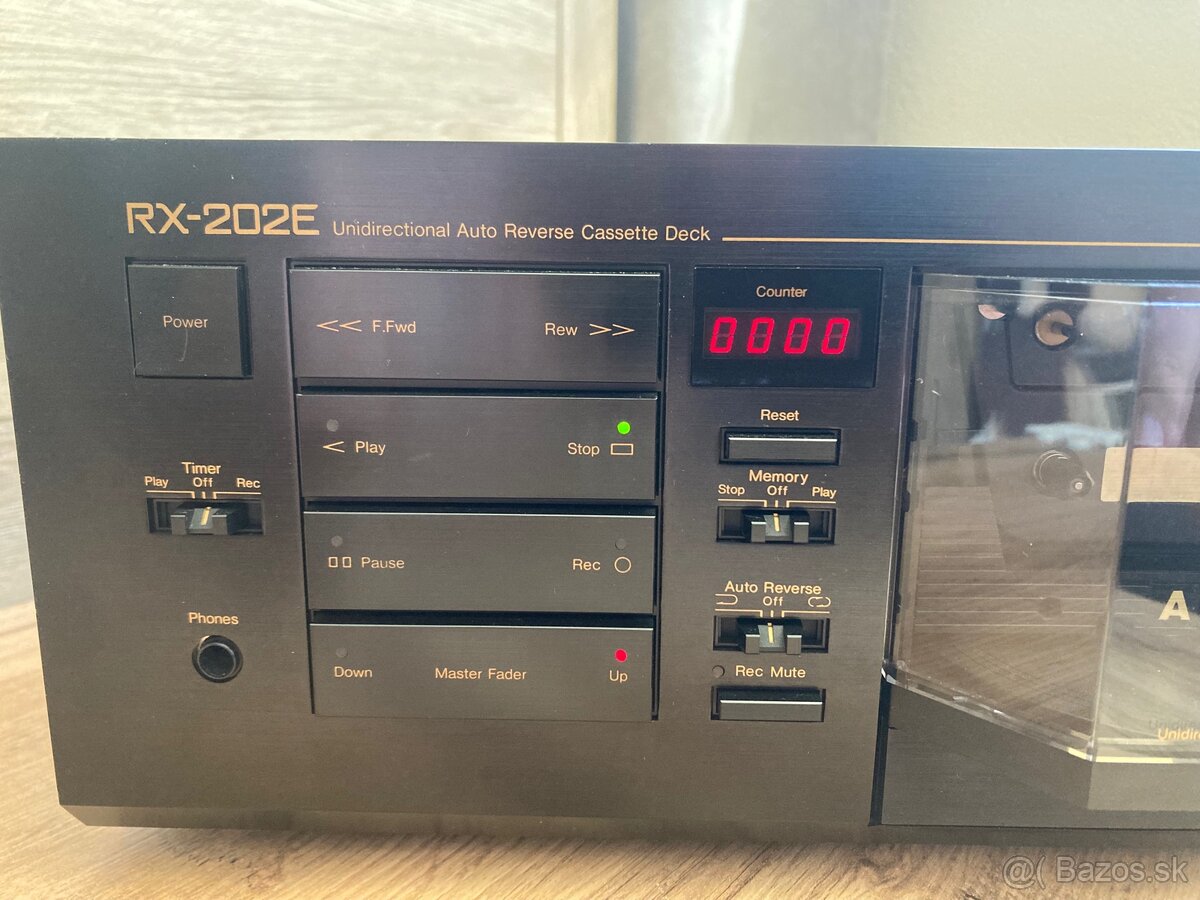 RX-202E Unidirectional Auto Reverse Cassette Deck
Power
<< F.Fwd Rew >>
Counter
0000
< Play Stop
Reset
Timer
Play Off Rec
Memory
Stop Off Play
Pause Rec
Auto Reverse
Off
Phones
Down Master Fader Up
Rec Mute
A
Unidir
@( Bazos.sk